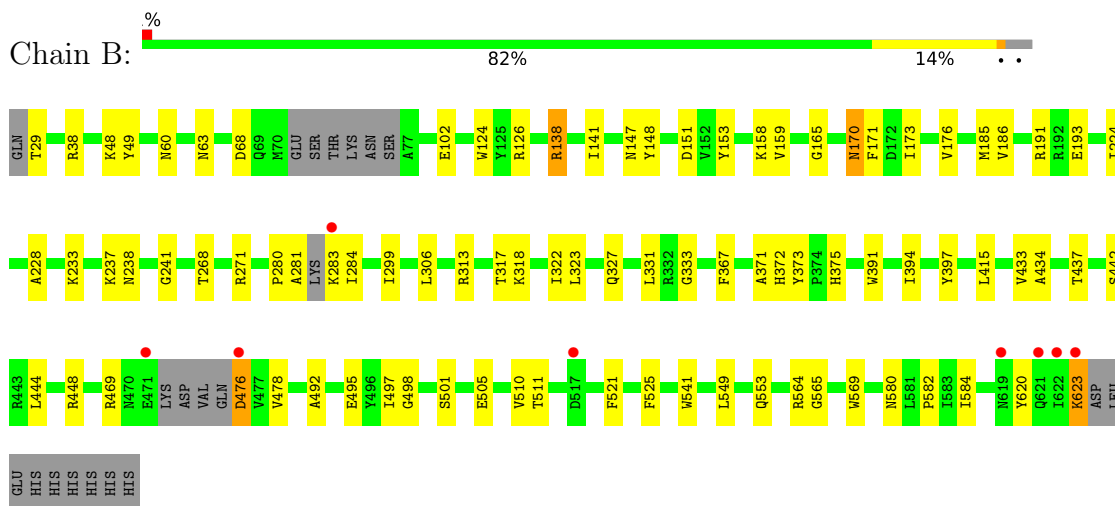 .%
Chain B:
82% 14% • •
GLN T29 R38 K48 Y49 N60 N63 D68 Q69 M70 GLU SER THR LYS ASN SER A77 E102 W124 Y125 R126 R138 I141 N147 Y148 D151 V152 Y153 K158 V159 G165 N170 F171 D172 I173 V176 M185 V186 R191 R192 E193
A228 K233 K237 N238 G241 T268 R271 P280 A281 LYS K283 I284 I299 L306 R313 T317 K318 I322 L323 Q327 L331 R332 G333 F367 A371 H372 Y373 P374 H375 W391 I394 Y397 L415 V433 A434 T437
R443 L444 R448 R469 N470 E471 LYS ASP VAL GLN D476 V477 V478 A492 E495 Y496 I497 G498 S501 E505 V510 T511 D517 F521 F525 W541 L549 Q553 R564 G565 W569 N580 L581 P582 I583 I584 N619 Y620 Q621 I622 K623 ASP LEU
GLU HIS HIS HIS HIS HIS HIS